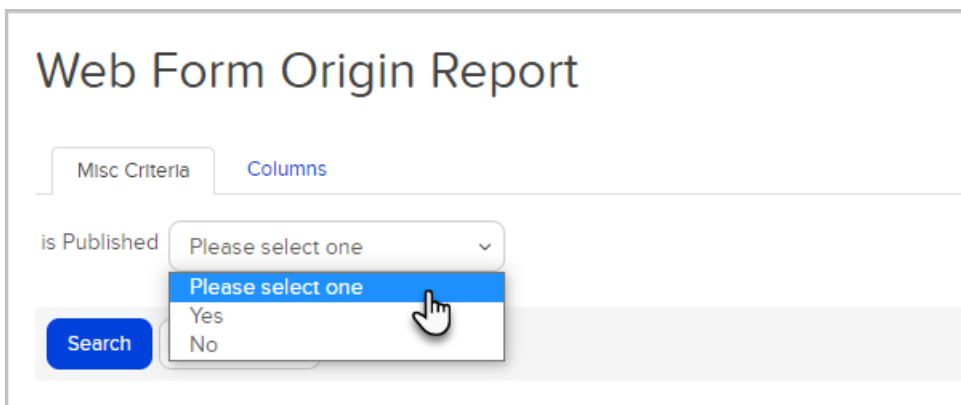 Web Form Origin Report
Misc Criteria Columns
is Published Please select one
Please select one
Yes
Search No